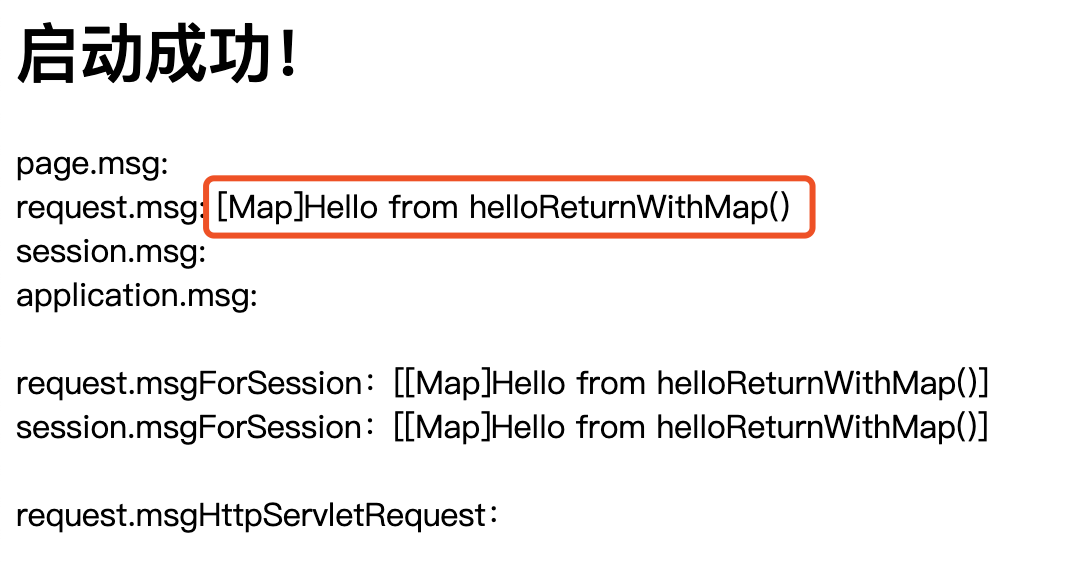 启动成功！
page.msg:
request.msg: [Map]Hello from helloReturnWithMap()
session.msg:
application.msg:
request.msgForSession：[[Map]Hello from helloReturnWithMap()]
session.msgForSession：[[Map]Hello from helloReturnWithMap()]
request.msgHttpServletRequest：